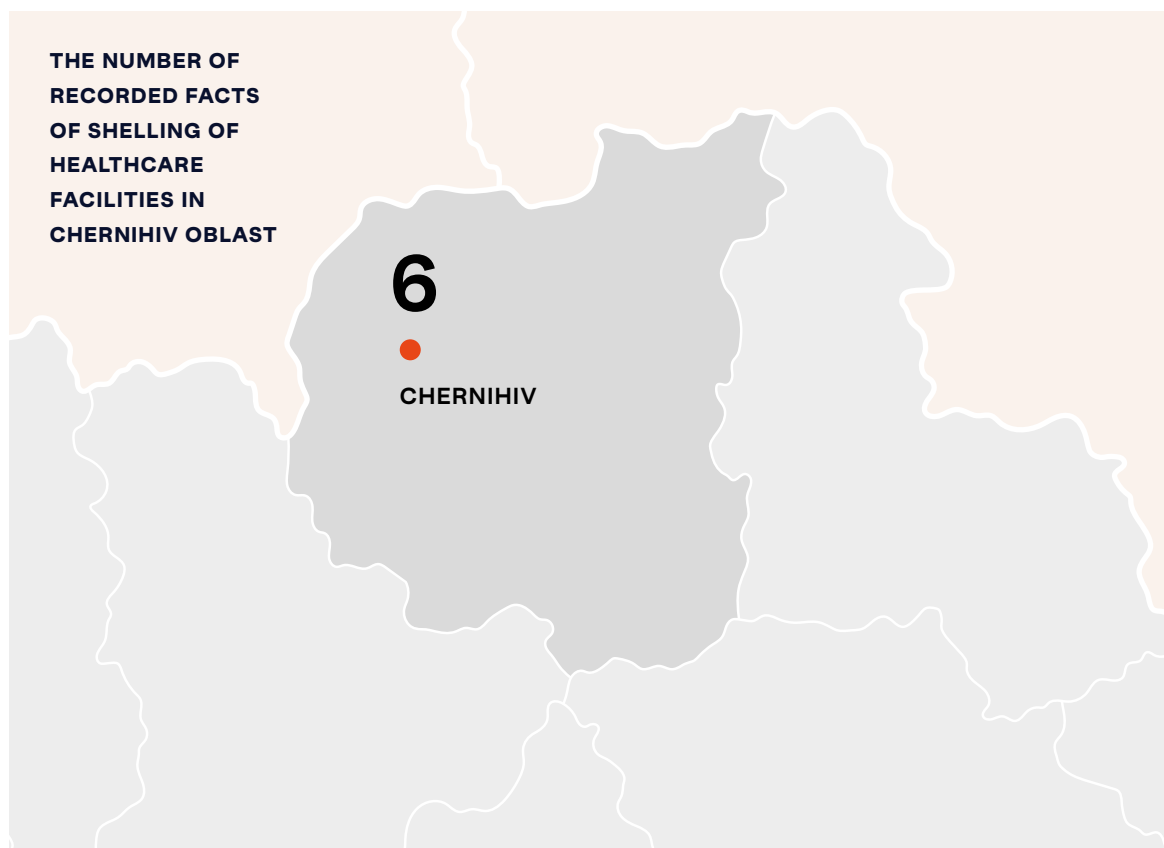 THE NUMBER OF
RECORDED FACTS
OF SHELLING OF
HEALTHCARE
FACILITIES IN
CHERNIHIV OBLAST
6
CHERNIHIV